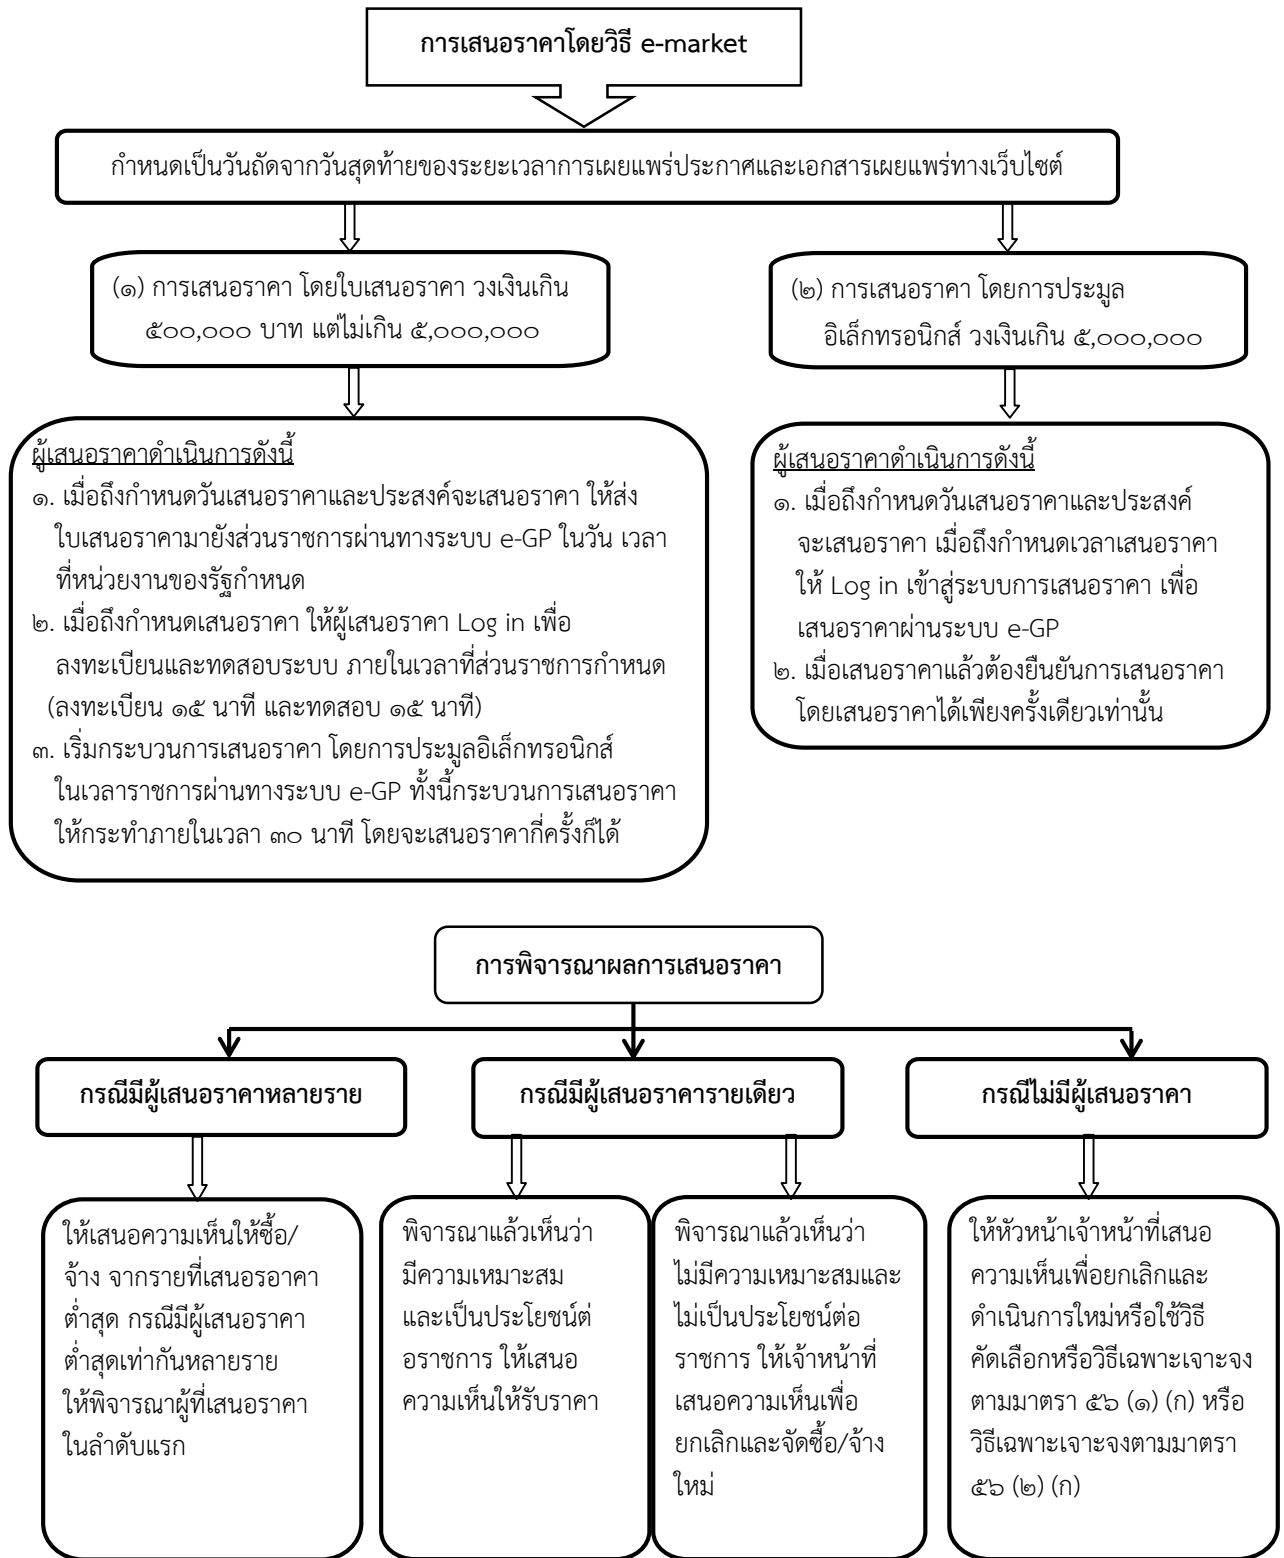 การเสนอราคาโดยวิธี e-market
กำหนดเป็นวันถัดจากวันสุดท้ายของระยะเวลาการเผยแพร่ประกาศและเอกสารเผยแพร่ทางเว็บไซต์
(๑) การเสนอราคา โดยใบเสนอราคา วงเงินเกิน
๕๐๐,๐๐๐ บาท แต่ไม่เกิน ๕,๐๐๐,๐๐๐
(๒) การเสนอราคา โดยการประมูล
อิเล็กทรอนิกส์ วงเงินเกิน ๕,๐๐๐,๐๐๐
ผู้เสนอราคาดำเนินการดังนี้
๑. เมื่อถึงกำหนดวันเสนอราคาและประสงค์จะเสนอราคา ให้ส่ง
ใบเสนอราคามายังส่วนราชการผ่านทางระบบ e-GP ในวัน เวลา
ที่หน่วยงานของรัฐกำหนด
๒. เมื่อถึงกำหนดเสนอราคา ให้ผู้เสนอราคา Log in เพื่อ
ลงทะเบียนและทดสอบระบบ ภายในเวลาที่ส่วนราชการกำหนด
(ลงทะเบียน ๑๕ นาที และทดสอบ ๑๕ นาที)
๓. เริ่มกระบวนการเสนอราคา โดยการประมูลอิเล็กทรอนิกส์
ในเวลาราชการผ่านทางระบบ e-GP ทั้งนี้กระบวนการเสนอราคา
ให้กระทำภายในเวลา ๓๐ นาที โดยจะเสนอราคากี่ครั้งก็ได้
ผู้เสนอราคาดำเนินการดังนี้
๑. เมื่อถึงกำหนดวันเสนอราคาและประสงค์
จะเสนอราคา เมื่อถึงกำหนดเวลาเสนอราคา
ให้ Log in เข้าสู่ระบบการเสนอราคา เพื่อ
เสนอราคาผ่านระบบ e-GP
๒. เมื่อเสนอราคาแล้วต้องยืนยันการเสนอราคา
โดยเสนอราคาได้เพียงครั้งเดียวเท่านั้น
การพิจารณาผลการเสนอราคา
กรณีมีผู้เสนอราคาหลายราย
กรณีมีผู้เสนอราคารายเดียว
กรณีไม่มีผู้เสนอราคา
ให้เสนอความเห็นให้ซื้อ/
จ้าง จากรายที่เสนอรอาคา
ต่ำสุด กรณีมีผู้เสนอราคา
ต่ำสุดเท่ากันหลายราย
ให้พิจารณาผู้ที่เสนอราคา
ในลำดับแรก
พิจารณาแล้วเห็นว่า
มีความเหมาะสม
และเป็นประโยชน์ต่
อราชการ ให้เสนอ
ความเห็นให้รับราคา
พิจารณาแล้วเห็นว่า
ไม่มีความเหมาะสมและ
ไม่เป็นประโยชน์ต่อ
ราชการ ให้เจ้าหน้าที่
เสนอความเห็นเพื่อ
ยกเลิกและจัดซื้อ/จ้าง
ใหม่
ให้หัวหน้าเจ้าหน้าที่เสนอ
ความเห็นเพื่อยกเลิกและ
ดำเนินการใหม่หรือใช้วิธี
คัดเลือกหรือวิธีเฉพาะเจาะจง
ตามมาตรา ๕๖ (๑) (ก) หรือ
วิธีเฉพาะเจาะจงตามมาตรา
๕๖ (๒) (ก)